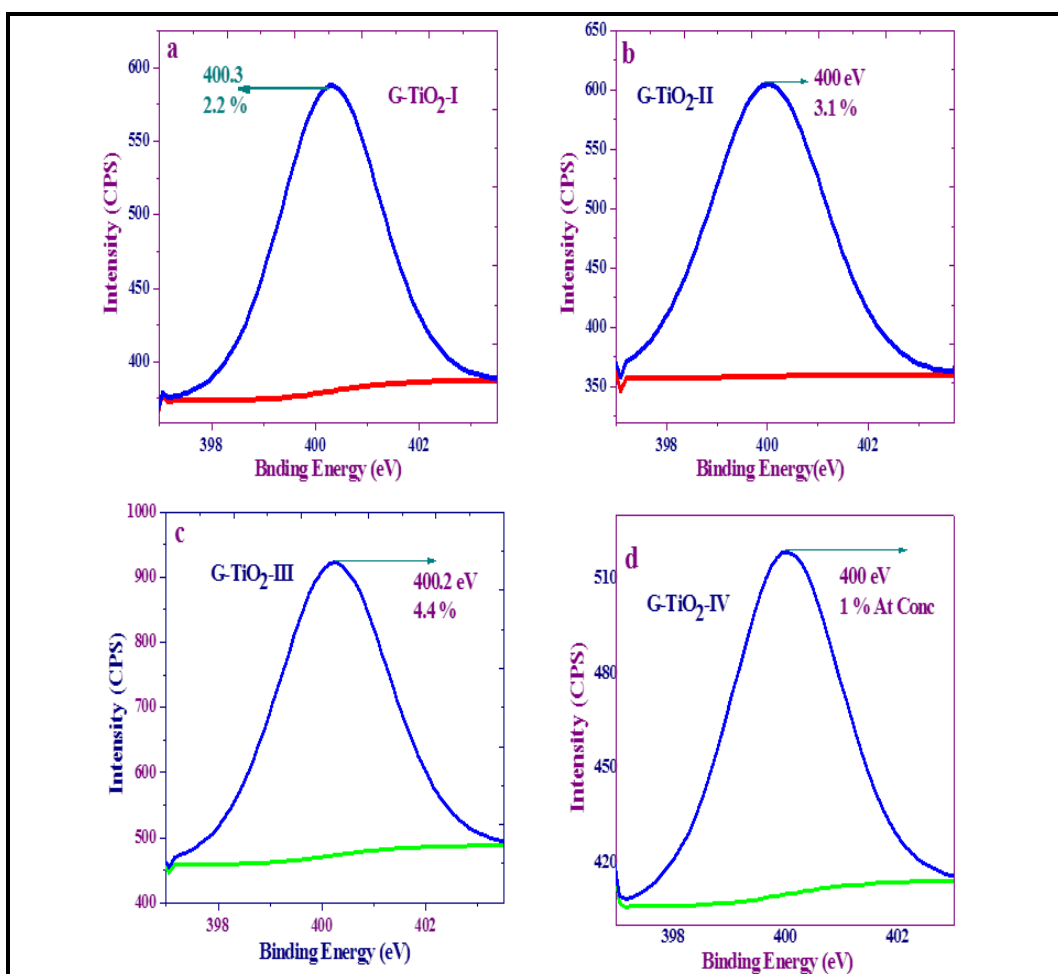 a
400.3
2.2 %
G-TiO2-I
Intensity (CPS)
600
550
500
450
400
398
400
402
Bnding Energy (eV)
b
400 eV
3.1 %
G-TiO2-II
Intensity (CPS)
650
600
550
500
450
400
350
398
400
402
Binding Energy(eV)
c
G-TiO2-III
400.2 eV
4.4 %
Intensity (CPS)
1000
900
800
700
600
500
400
398
400
402
Binding Energy (eV)
d
400 eV
1 % At Conc
G-TiO2-IV
Intensity (CPS)
510
480
450
420
398
400
402
Binding Energy (eV)